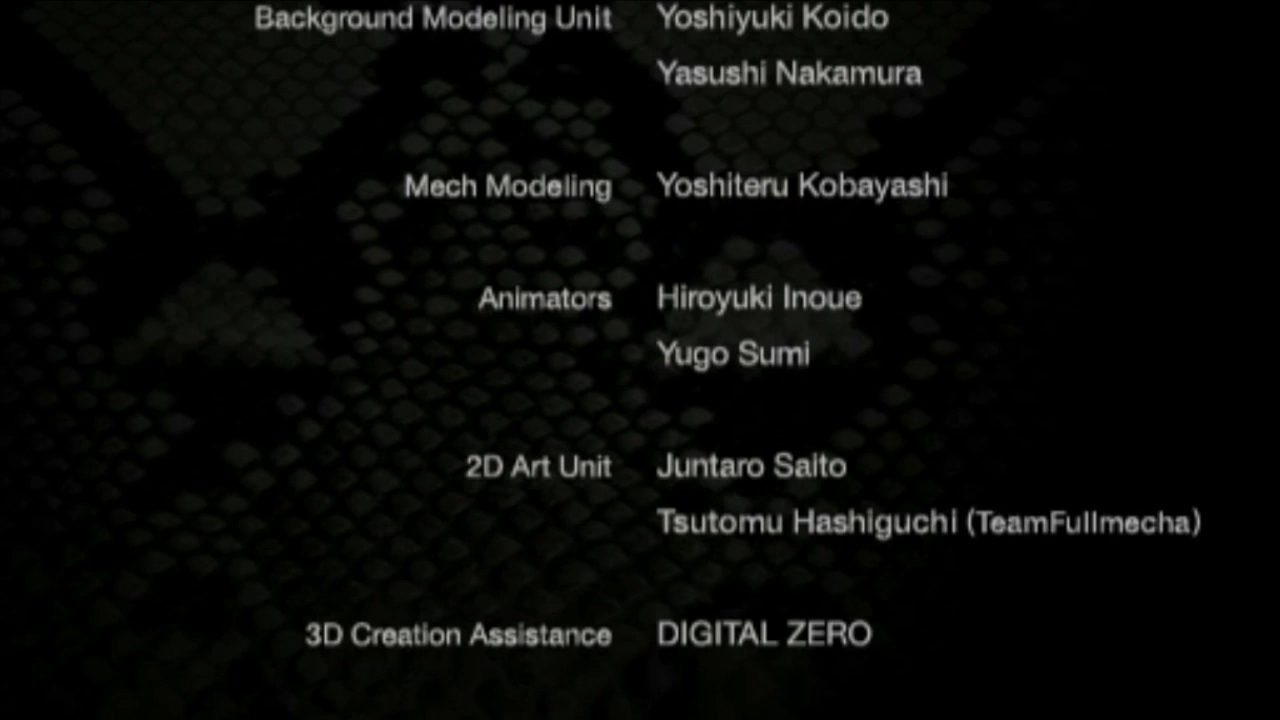 Background Modeling Unit Yoshiyuki Koido
Yasushi Nakamura
Mech Modeling Yoshiteru Kobayashi
Animators Hiroyuki Inoue
Yugo Sumi
2D Art Unit Juntaro Saito
Tsutomu Hashiguchi (TeamFullmecha)
3D Creation Assistance DIGITAL ZERO